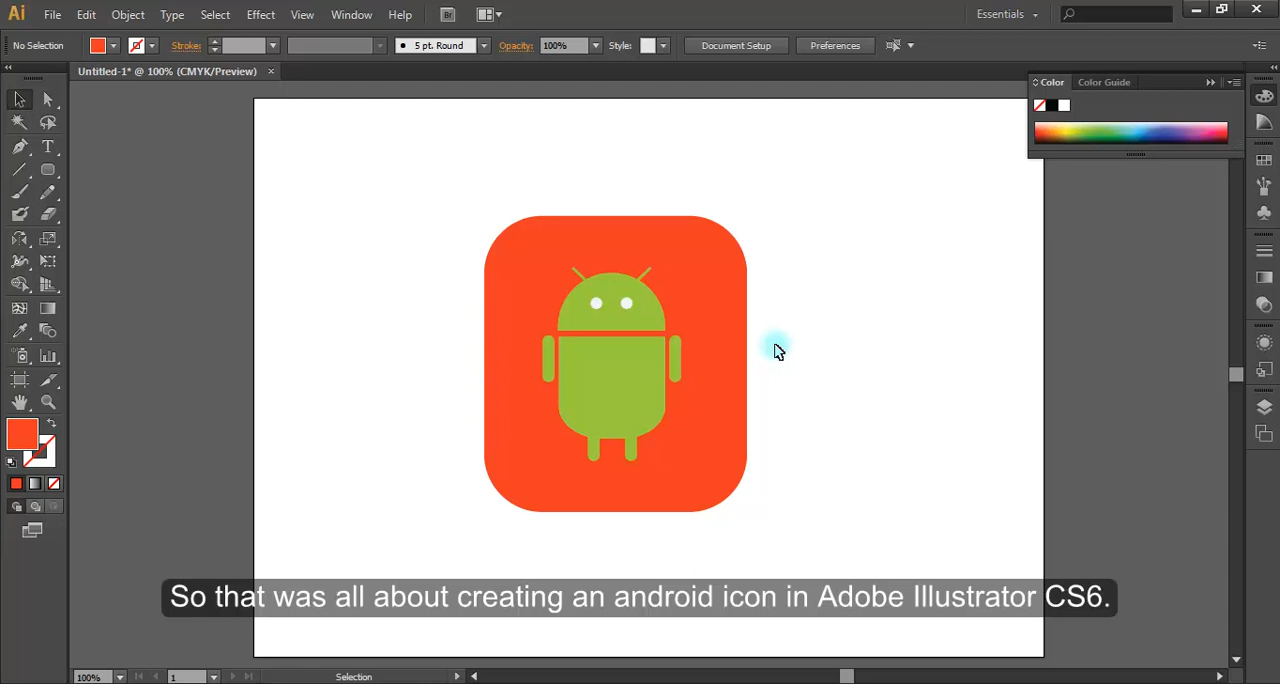 Ai File Edit Object Type Select Effect View Window Help Br Essentials
No Selection Stroke: 5 pt. Round Opacity: 100% Style: Document Setup Preferences
Untitled-1* @ 100% (CMYK/Preview) ×
Color Color Guide
T
So that was all about creating an android icon in Adobe Illustrator CS6.
100% 1 Selection